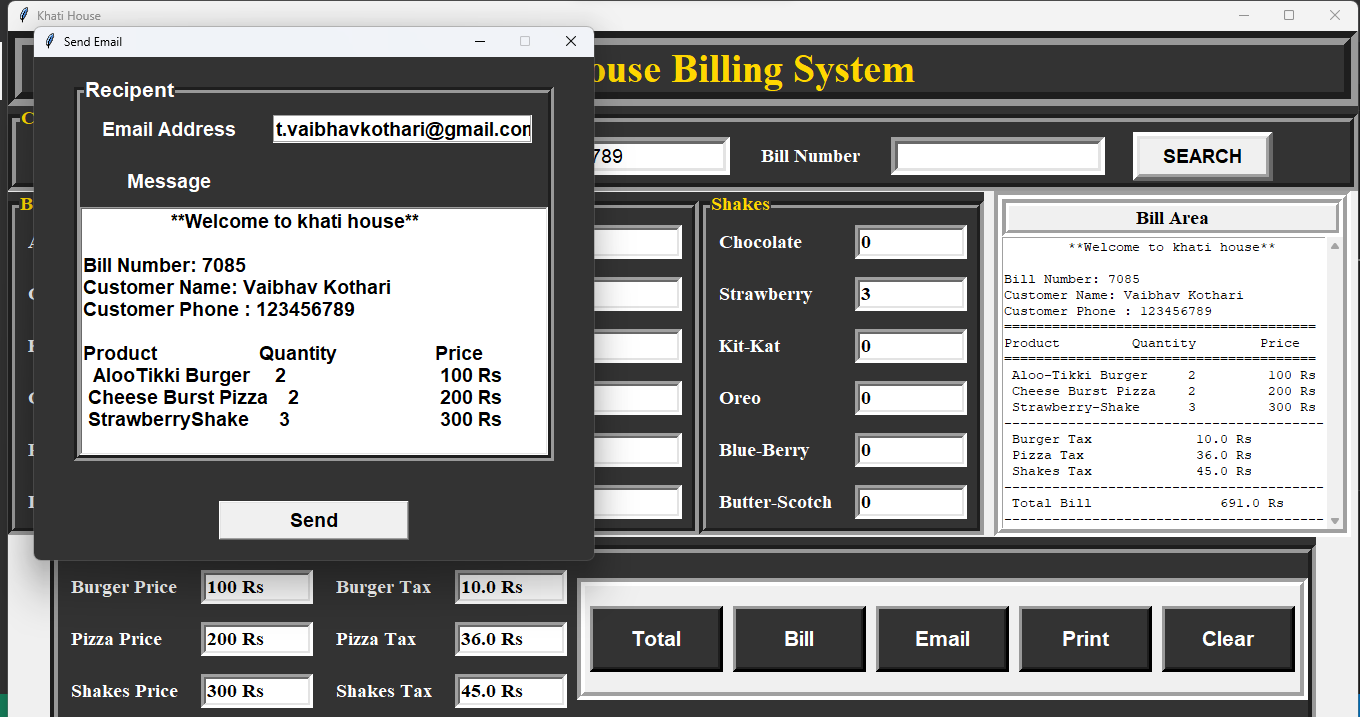 Khati House
Send Email
ouse Billing System
Recipent
Email Address
t.vaibhavkothari@gmail.con
Message
**Welcome to khati house**
Bill Number: 7085
Customer Name: Vaibhav Kothari
Customer Phone : 123456789
Product Quantity Price
AlooTikki Burger 2 100 Rs
Cheese Burst Pizza 2 200 Rs
StrawberryShake 3 300 Rs
Send
789
Bill Number
SEARCH
Shakes
Chocolate 0
Strawberry 3
Kit-Kat 0
Oreo 0
Blue-Berry 0
Butter-Scotch 0
Bill Area
**Welcome to khati house**
Bill Number: 7085
Customer Name: Vaibhav Kothari
Customer Phone : 123456789
=======================================
Product Quantity Price
=======================================
Aloo-Tikki Burger 2 100 Rs
Cheese Burst Pizza 2 200 Rs
Strawberry-Shake 3 300 Rs
----------------------------------------
Burger Tax 10.0 Rs
Pizza Tax 36.0 Rs
Shakes Tax 45.0 Rs
----------------------------------------
Total Bill 691.0 Rs
----------------------------------------
Burger Price 100 Rs Burger Tax 10.0 Rs
Pizza Price 200 Rs Pizza Tax 36.0 Rs
Shakes Price 300 Rs Shakes Tax 45.0 Rs
Total Bill Email Print Clear